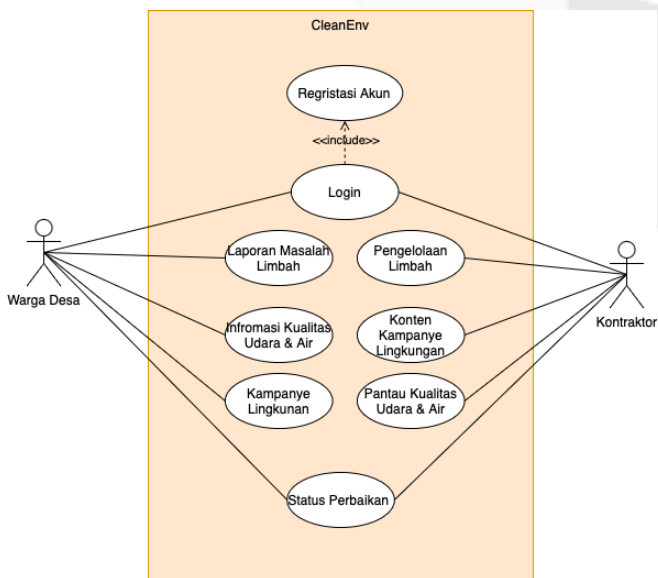 CleanEnv
Regristasi Akun
<<include>>
Login
Laporan Masalah
Limbah
Pengelolaan
Limbah
Warga Desa
Kontraktor
Infromasi Kualitas
Udara & Air
Konten
Kampanye
Lingkungan
Kampanye
Lingkunan
Pantau Kualitas
Udara & Air
Status Perbaikan